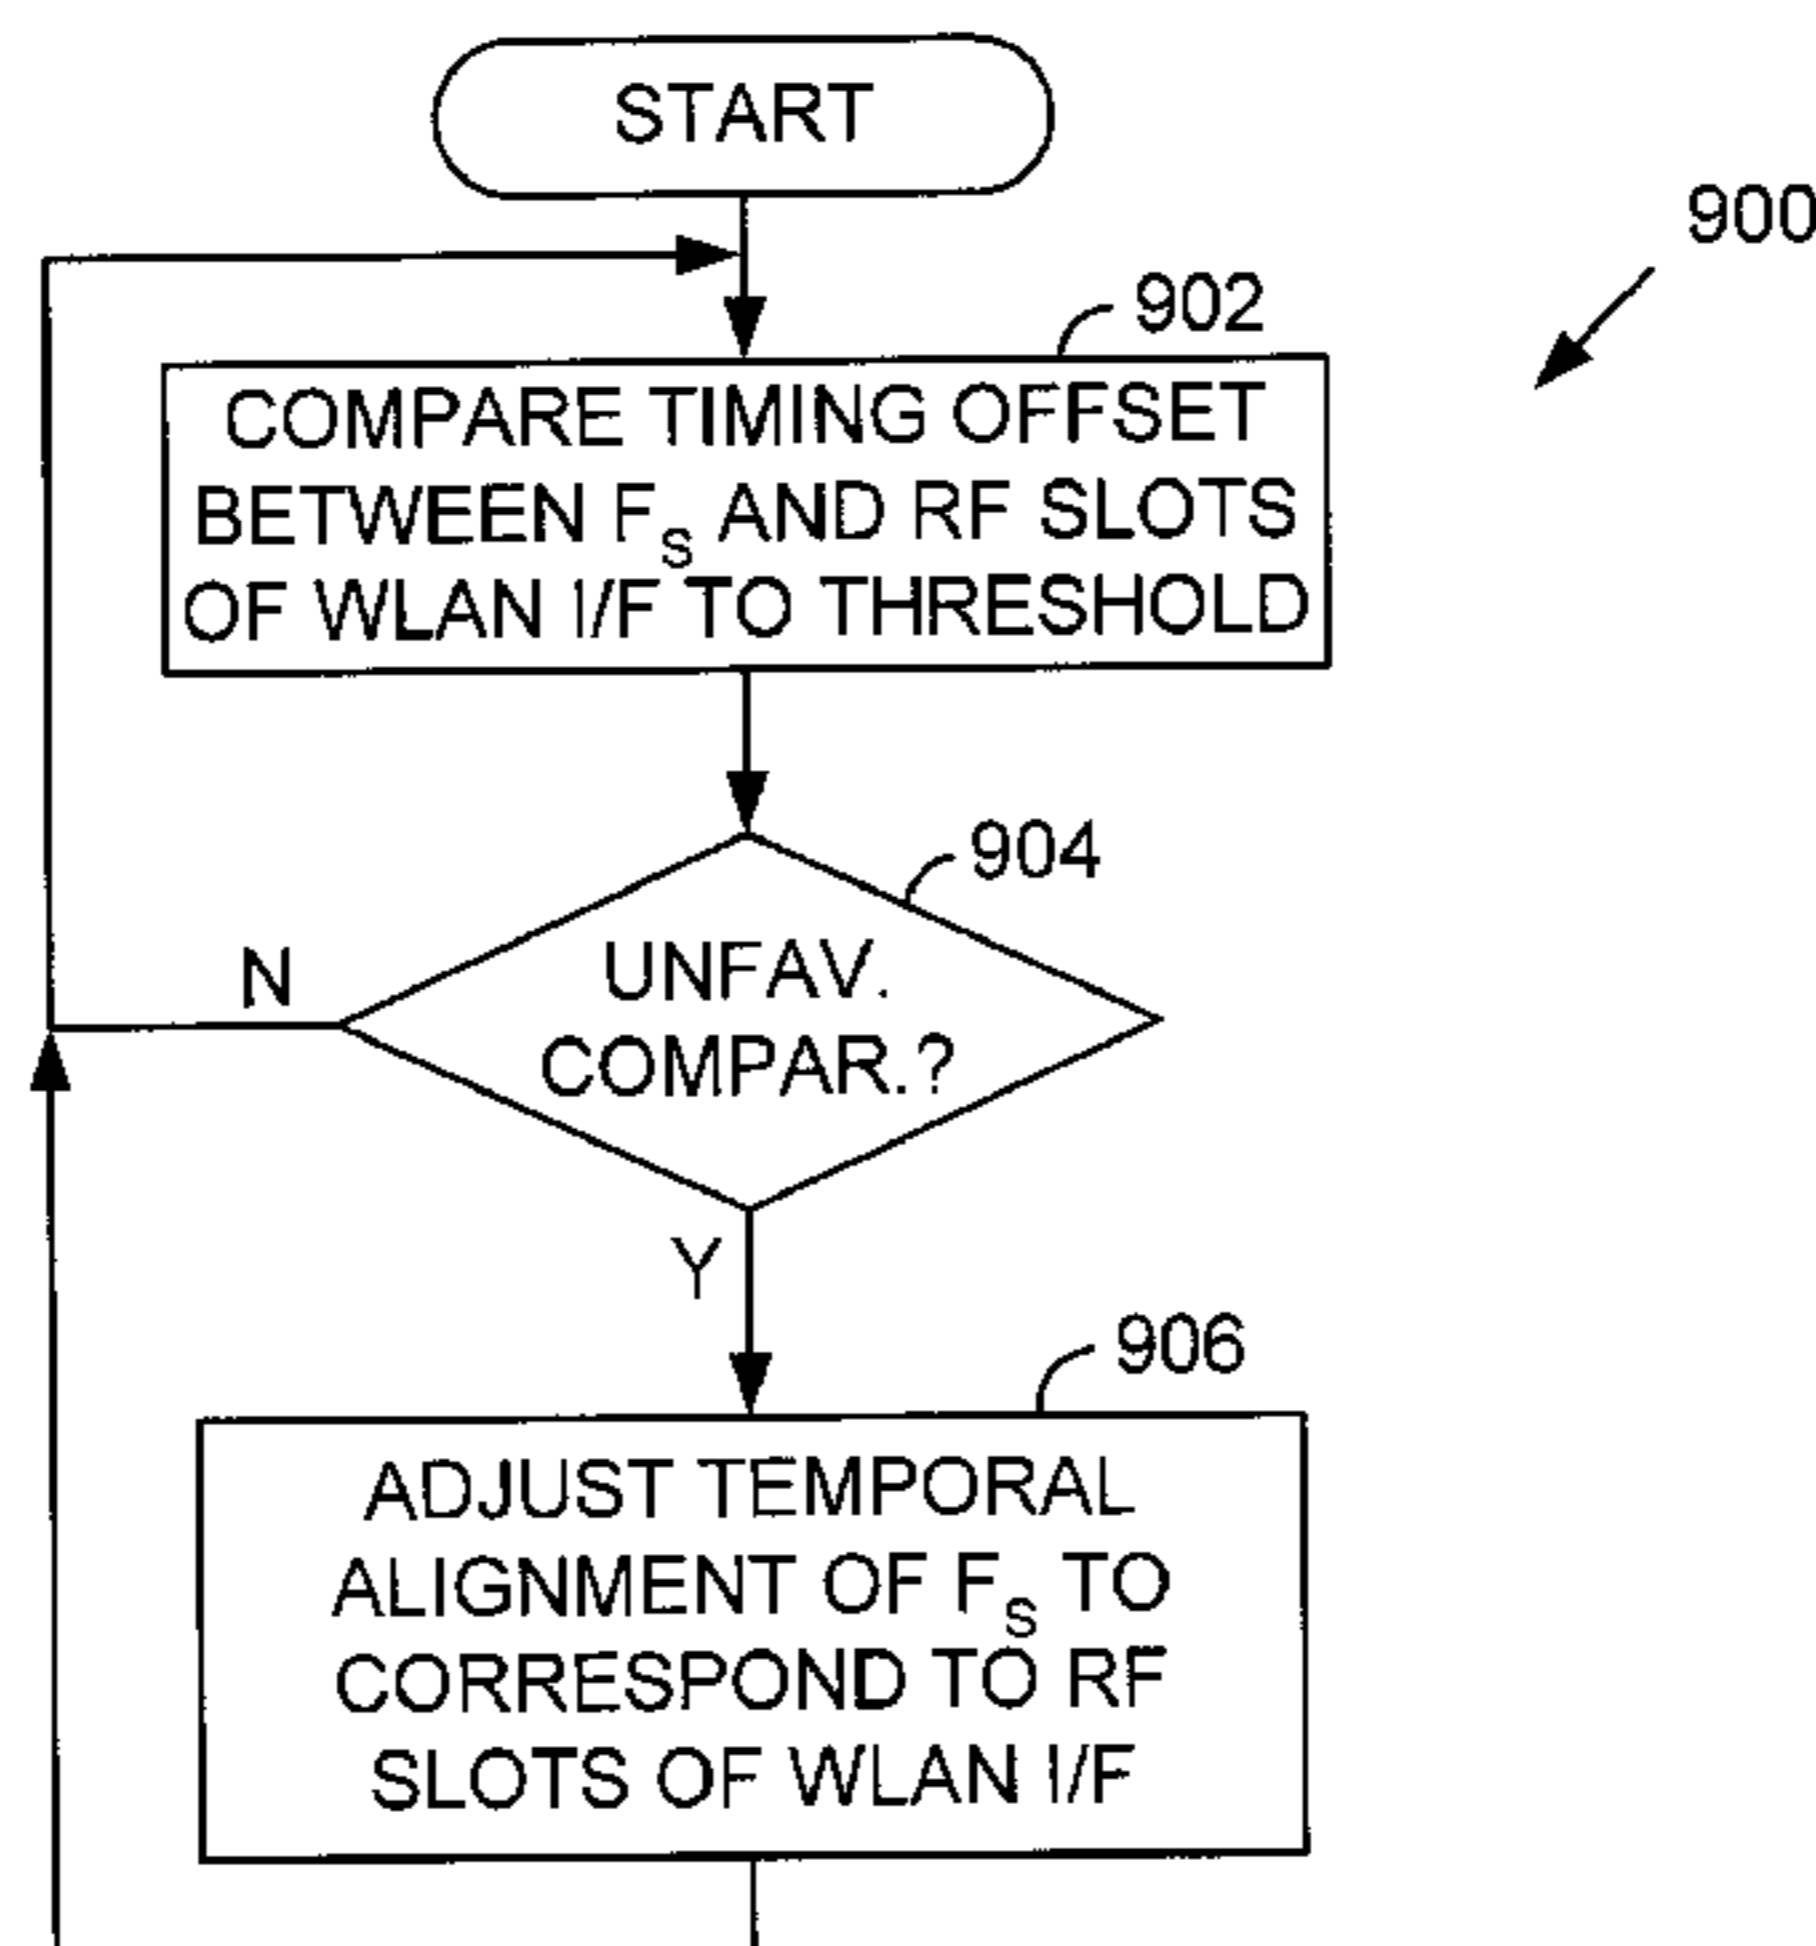 START
900
902
COMPARE TIMING OFFSET
BETWEEN FS AND RF SLOTS
OF WLAN I/F TO THRESHOLD
904
N
UNFAV.
COMPAR.?
Y
906
ADJUST TEMPORAL
ALIGNMENT OF FS TO
CORRESPOND TO RF
SLOTS OF WLAN I/F